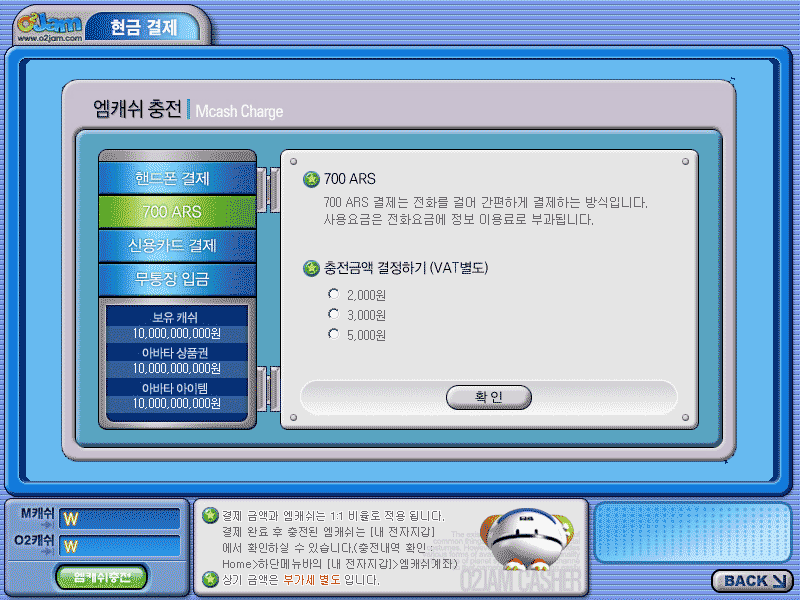 O2Jam 현금 결제
www.o2jam.com
엠캐쉬 충전 Mcash Charge
핸드폰 결제
700 ARS
신용카드 결제
무통장 입금
보유 캐쉬
10,000,000,000원
아바타 상품권
10,000,000,000원
아바타 아이템
10,000,000,000원
700 ARS
700 ARS 결제는 전화를 걸어 간편하게 결제하는 방식입니다.
사용요금은 전화요금에 정보 이용료로 부과됩니다.
충전금액 결정하기 (VAT별도)
2,000원
3,000원
5,000원
확 인
M캐쉬 W
O2캐쉬 W
엠캐쉬충전
결제 금액과 엠캐쉬는 1:1 비율로 적용 됩니다.
결제 완료 후 충전된 엠캐쉬는 [내 전자지갑]
에서 확인하실 수 있습니다.(충전내역 확인 :
Home>하단메뉴바의 [내 전자지갑]>엠캐쉬계좌)
상기 금액은 부가세 별도 입니다.
O2JAM CASHER
BACK